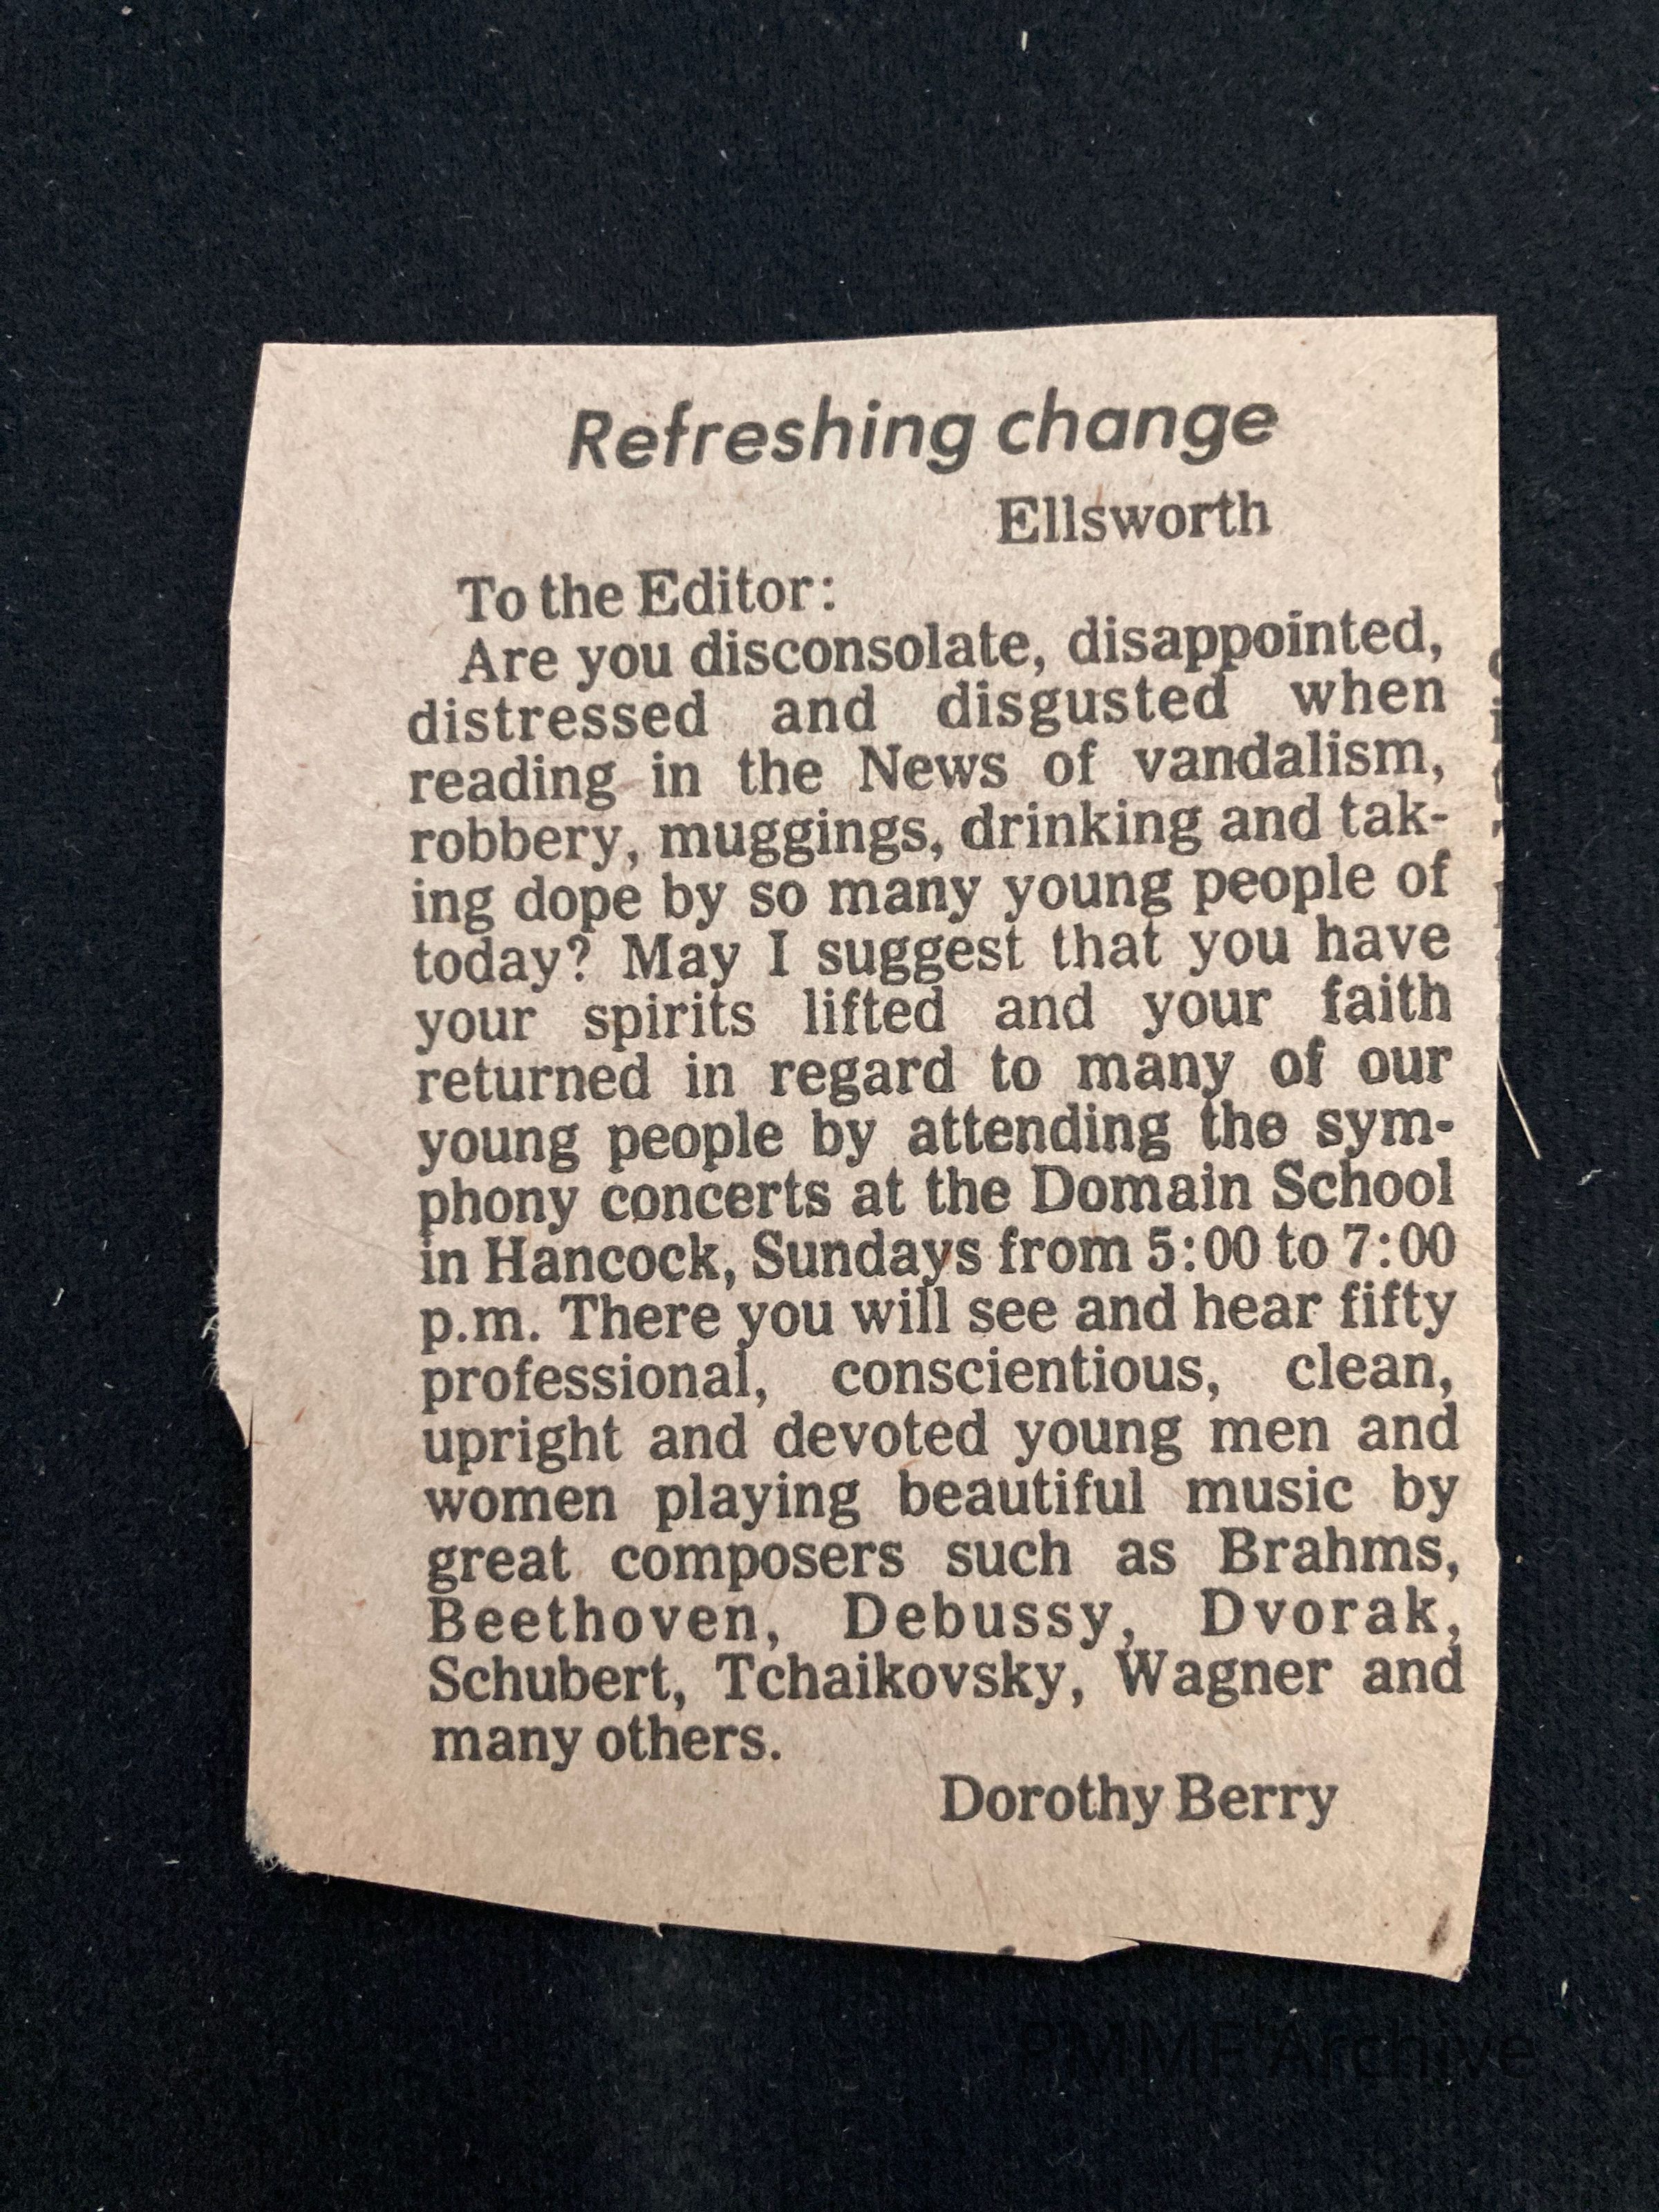 Refreshing change
Ellsworth
To the Editor:
Are you disconsolate, disappointed,
distressed and disgusted when
reading in the News of vandalism,
robbery, muggings, drinking and tak-
ing dope by so many young people of
today? May I suggest that you have
your spirits lifted and your faith
returned in regard to many of our
young people by attending the sym-
phony concerts at the Domain School
in Hancock, Sundays from 5:00 to 7:00
p.m. There you will see and hear fifty
professional, conscientious, clean,
upright and devoted young men and
women playing beautiful music by
great composers such as Brahms,
Beethoven, Debussy, Dvorak,
Schubert, Tchaikovsky, Wagner and
many others.
Dorothy Berry
Archive